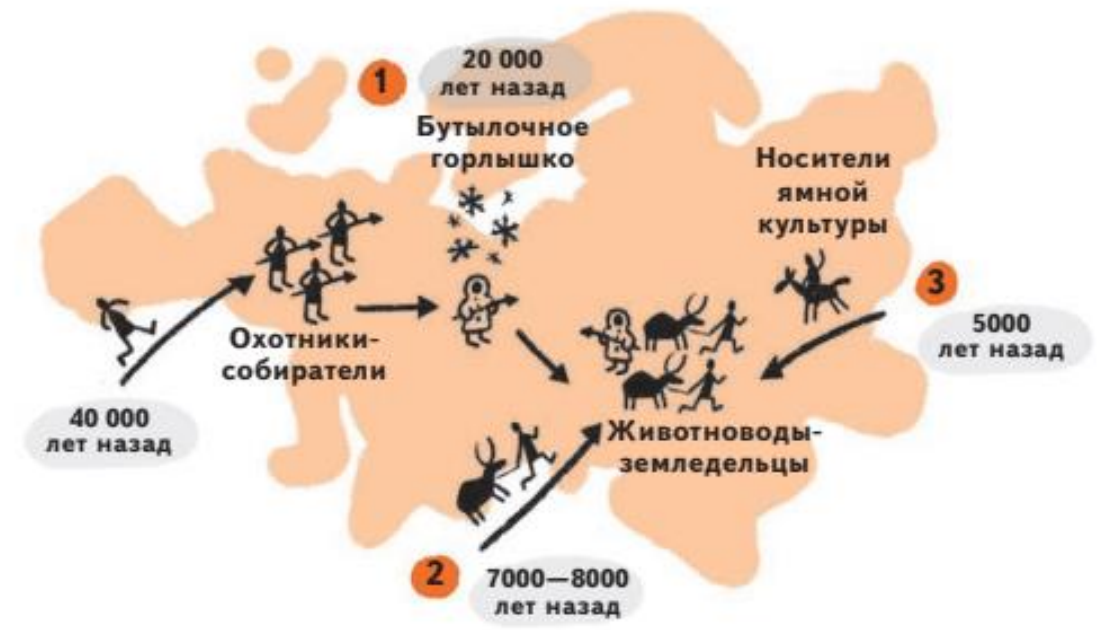 1
20 000
лет назад
Бутылочное
горлышко
Носители
ямной
культуры
3
5000
лет назад
Охотники-
собиратели
40 000
лет назад
Животноводы-
земледельцы
2
7000—8000
лет назад